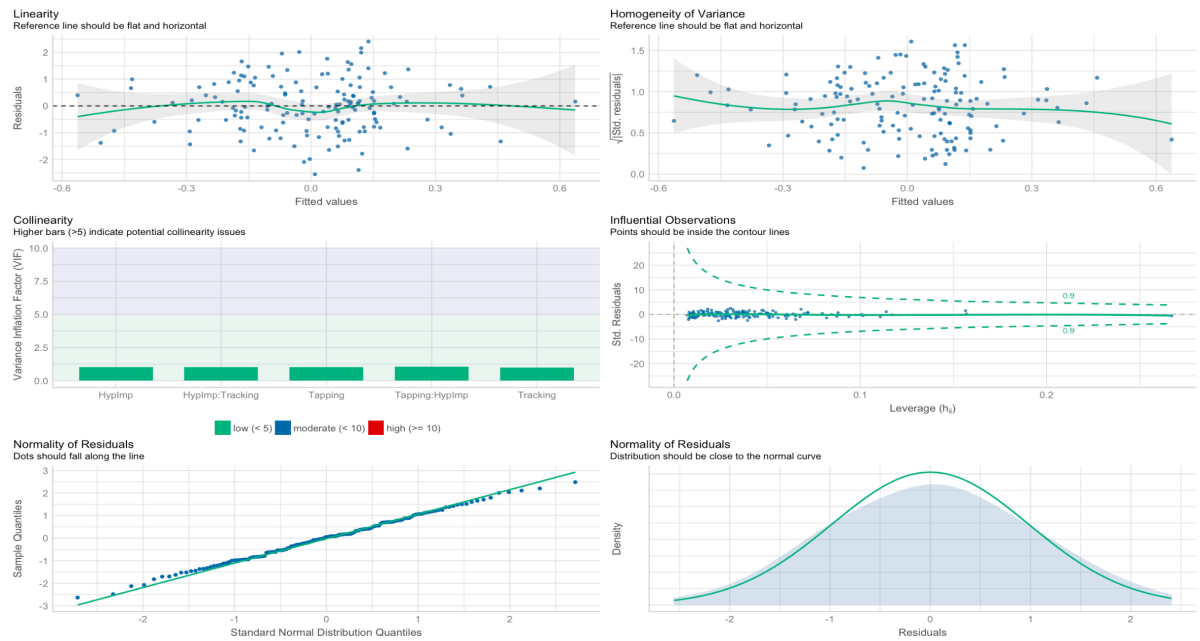 Linearity
Reference line should be flat and horizontal
Residuals
2
1
0
-1
-2
-0.6
-0.3
0.0
0.3
0.6
Fitted values
Homogeneity of Variance
Reference line should be flat and horizontal
√|Std. residuals|
1.5
1.0
0.5
0.0
-0.6
-0.3
0.0
0.3
0.6
Fitted values
Collinearity
Higher bars (>5) indicate potential collinearity issues
Variance Inflation Factor (VIF)
10.0
7.5
5.0
2.5
0.0
HypImp
HypImp:Tracking
Tapping
Tapping:HypImp
Tracking
low (< 5)
moderate (< 10)
high (>= 10)
Influential Observations
Points should be inside the contour lines
Std. Residuals
20
10
0
-10
-20
0.9
0.9
0.0
0.1
0.2
Leverage (hii)
Normality of Residuals
Dots should fall along the line
Sample Quantiles
3
2
1
0
-1
-2
-3
-2
-1
0
1
2
Standard Normal Distribution Quantiles
Normality of Residuals
Distribution should be close to the normal curve
Density
-2
-1
0
1
2
Residuals